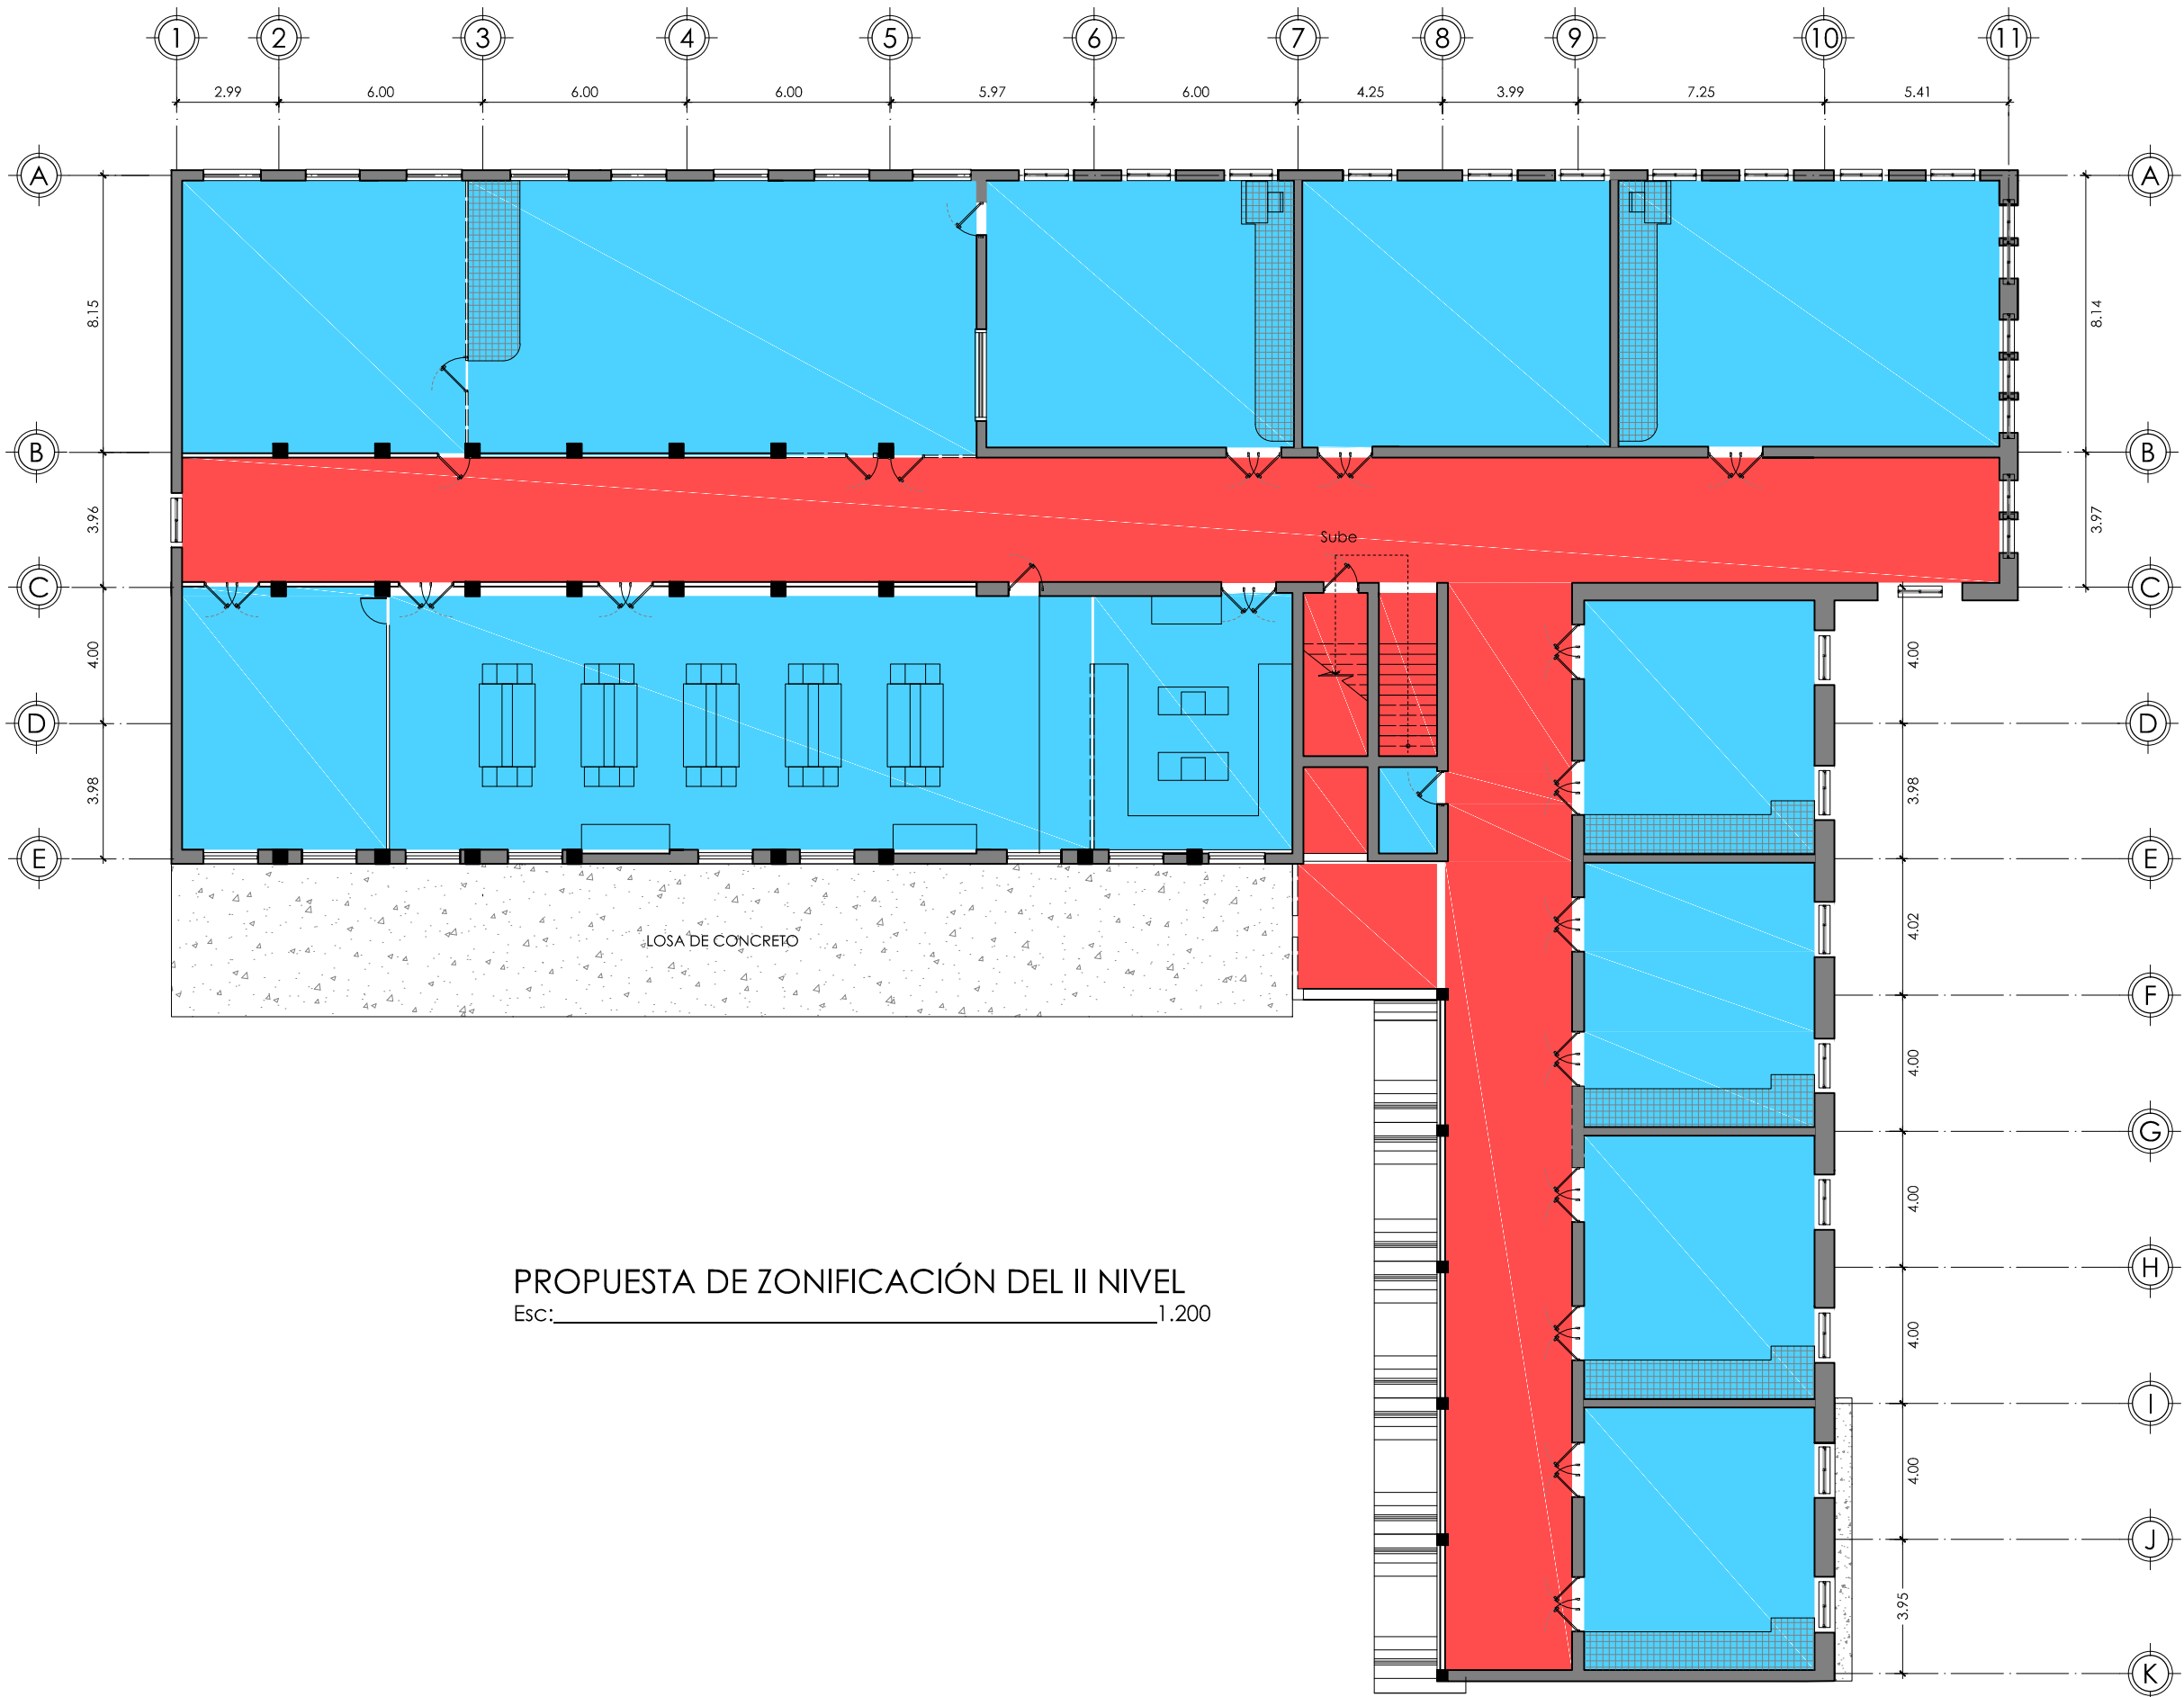 1 2 3 4 5 6 7 8 9 10 11
2.99 6.00 6.00 6.00 5.97 6.00 4.25 3.99 7.25 5.41
A A
8.15 8.14
B B
3.96 3.97
Sube
C C
4.00 4.00
D D
3.98 3.98
E E
4.02
LOSA DE CONCRETO
F
4.00
G
4.00
H
PROPUESTA DE ZONIFICACIÓN DEL II NIVEL
Esc: 1.200
4.00
I
4.00
J
3.95
K